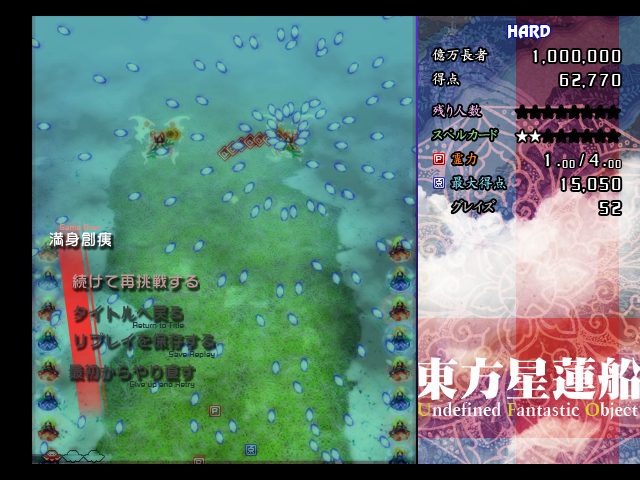 HARD
億万長者 1,000,000
得点 62,770
残り人数
スペルカード
P 霊力 1.00/4.00
最大得点 15,050
グレイズ 52
Game Over
満身創痍
続けて再挑戦する
タイトルへ戻る
Return to Title
リプレイを保存する
Save Replay
最初からやり直す
Give up and Retry
P
東方星蓮船
Undefined Fantastic Object